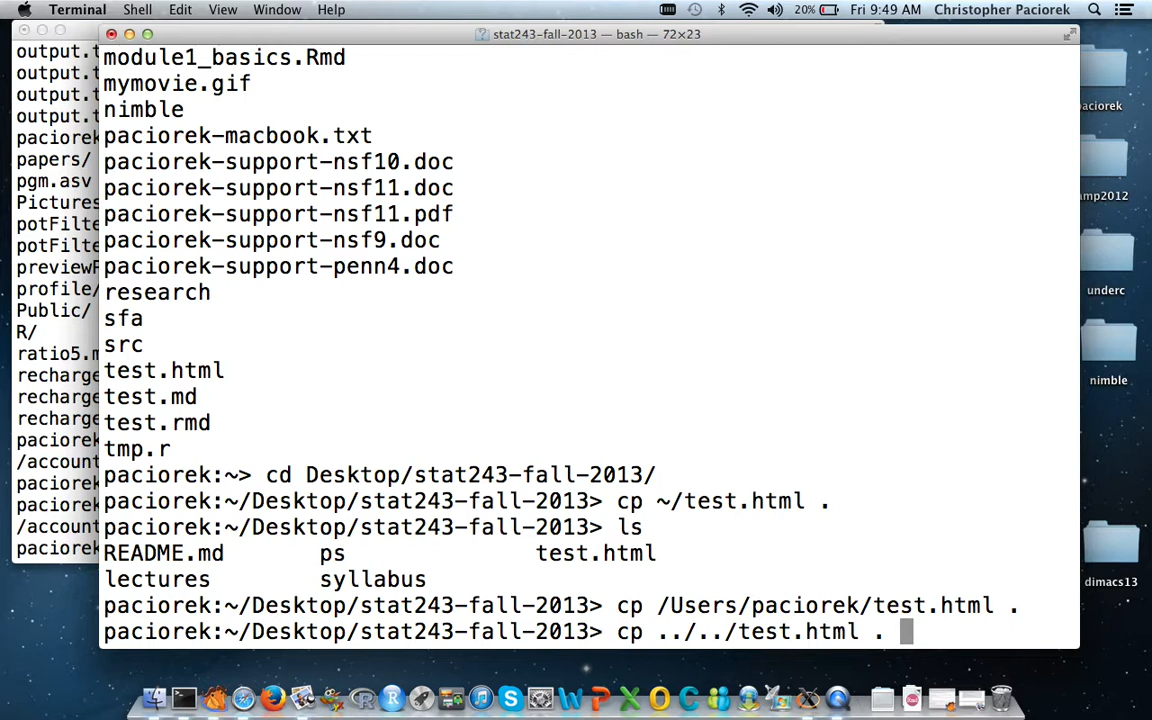 Terminal Shell Edit View Window Help 20% Fri 9:49 AM Christopher Paciorek
stat243-fall-2013 — bash — 72×23
output.t
output.t
output.t
output.t
paciorek
papers/
pgm.asv
Pictures
potFilte
potFilte
previewF
profile/
Public/
R/
ratio5.m
recharge
recharge
recharge
paciorek
/account
paciorek
paciorek
/account
paciorek
module1_basics.Rmd
mymovie.gif
nimble
paciorek-macbook.txt
paciorek-support-nsf10.doc
paciorek-support-nsf11.doc
paciorek-support-nsf11.pdf
paciorek-support-nsf9.doc
paciorek-support-penn4.doc
research
sfa
src
test.html
test.md
test.rmd
tmp.r
paciorek:~> cd Desktop/stat243-fall-2013/
paciorek:~/Desktop/stat243-fall-2013> cp ~/test.html .
paciorek:~/Desktop/stat243-fall-2013> ls
README.md ps test.html
lectures syllabus
paciorek:~/Desktop/stat243-fall-2013> cp /Users/paciorek/test.html .
paciorek:~/Desktop/stat243-fall-2013> cp ../../test.html .
paciorek
amp2012
underc
nimble
dimacs13